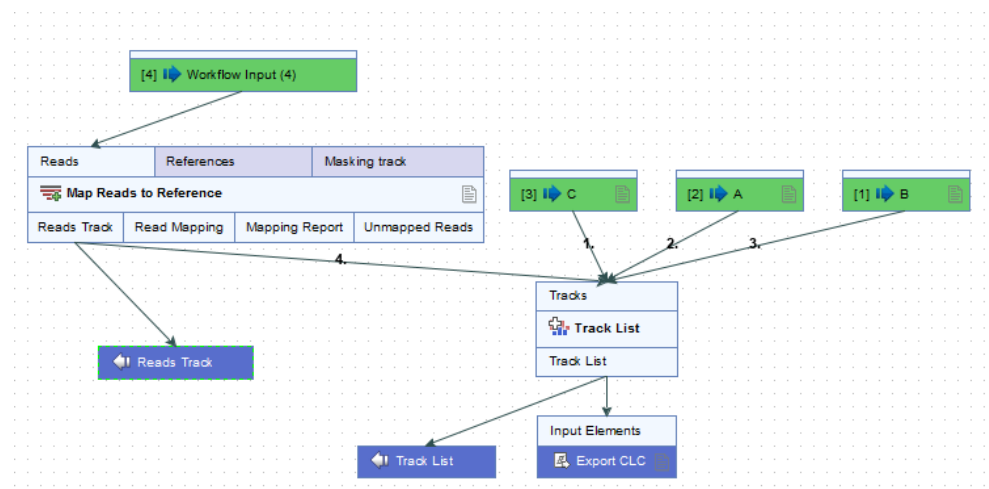 [4] Workflow Input (4)
Reads References Masking track
Map Reads to Reference
Reads Track Read Mapping Mapping Report Unmapped Reads
[3] C [2] A [1] B
1. 2. 3.
4.
Tracks
Track List
Track List
Reads Track
Input Elements
Track List Export CLC